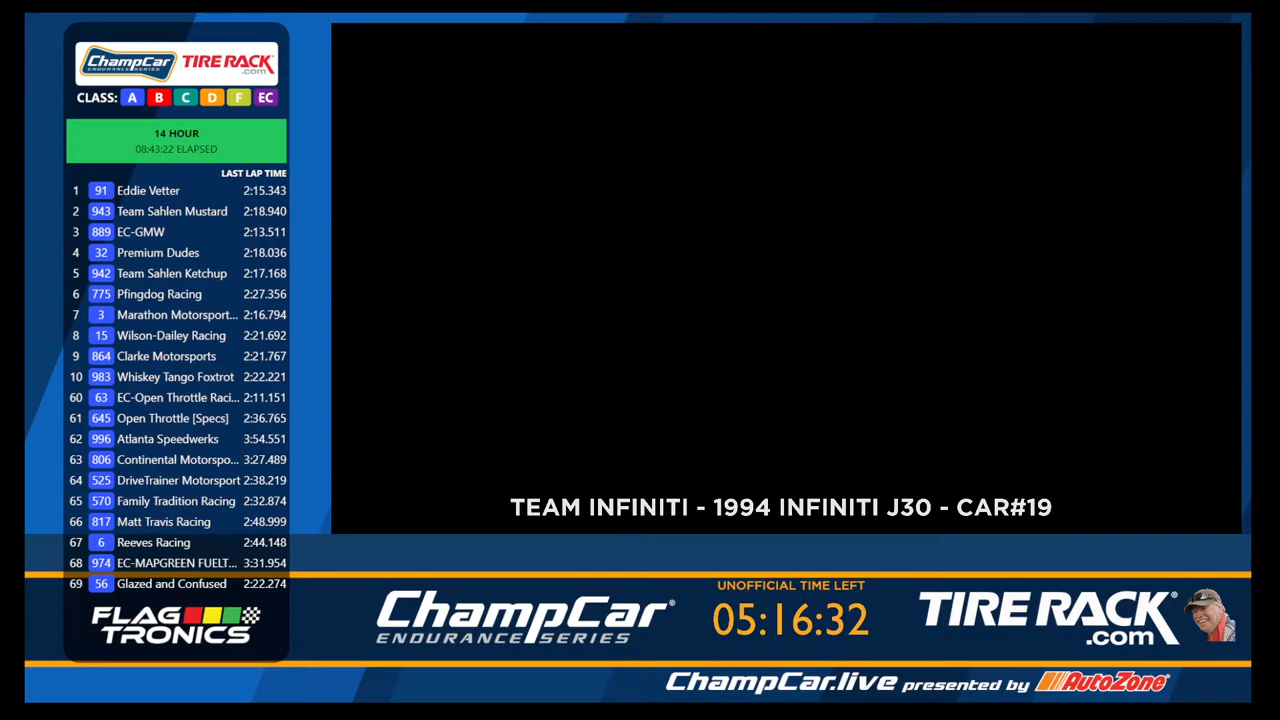 ChampCar
ENDURANCE SERIES
TIRE RACK
.com
CLASS: A B C D F EC
14 HOUR
08:43:22 ELAPSED
LAST LAP TIME
1 91 Eddie Vetter 2:15.343
2 943 Team Sahlen Mustard 2:18.940
3 889 EC-GMW 2:13.511
4 32 Premium Dudes 2:18.036
5 942 Team Sahlen Ketchup 2:17.168
6 775 Pfingdog Racing 2:27.356
7 3 Marathon Motorsport... 2:16.794
8 15 Wilson-Dailey Racing 2:21.692
9 864 Clarke Motorsports 2:21.767
10 983 Whiskey Tango Foxtrot 2:22.221
60 63 EC-Open Throttle Raci... 2:11.151
61 645 Open Throttle [Specs] 2:36.765
62 996 Atlanta Speedwerks 3:54.551
63 806 Continental Motorspo... 3:27.489
64 525 DriveTrainer Motorsport 2:38.219
65 570 Family Tradition Racing 2:32.874
66 817 Matt Travis Racing 2:48.999
67 6 Reeves Racing 2:44.148
68 974 EC-MAPGREEN FUELT... 3:31.954
69 56 Glazed and Confused 2:22.274
FLAG
TRONICS
TEAM INFINITI - 1994 INFINITI J30 - CAR#19
ChampCar®
ENDURANCE SERIES
UNOFFICIAL TIME LEFT
05:16:32
TIRE RACK®
.com
ChampCar.live presented by AutoZone